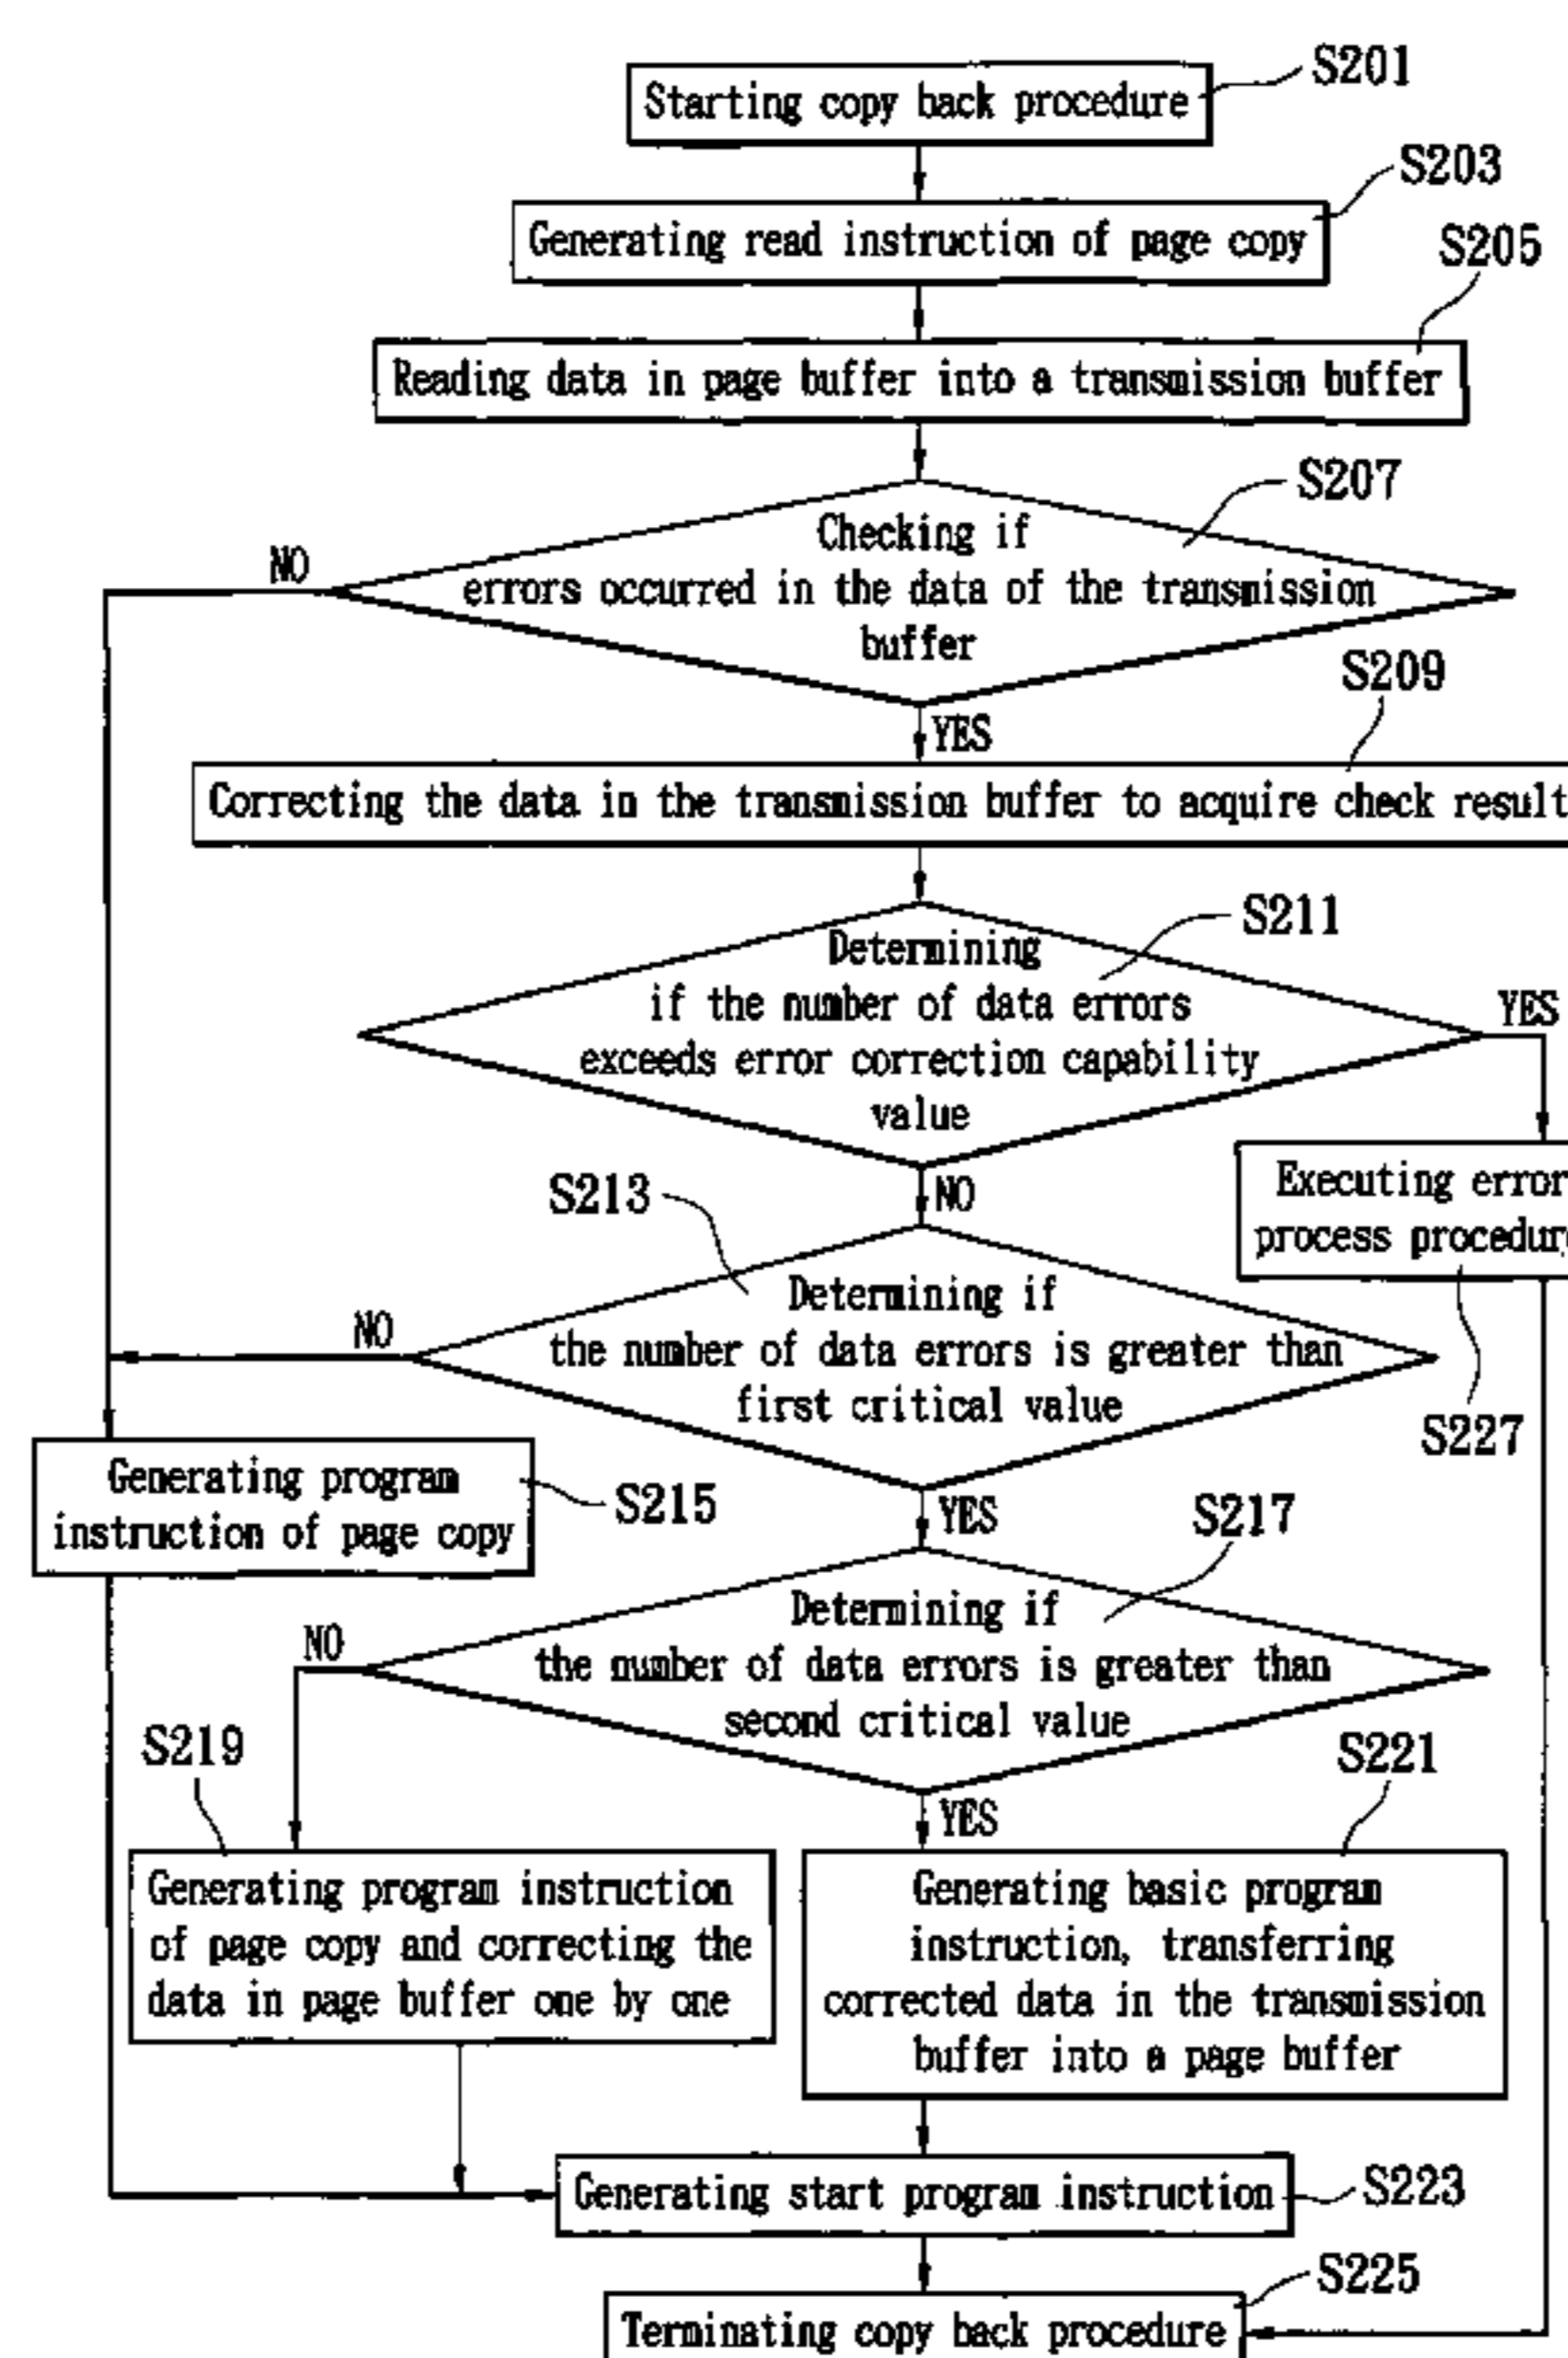 S201
Starting copy back procedure
S203
Generating read instruction of page copy
S205
Reading data in page buffer into a transmission buffer
S207
Checking if
NO
errors occurred in the data of the transmission
buffer
S209
YES
Correcting the data in the transmission buffer to acquire check result
S211
Determining
if the number of data errors
YES
exceeds error correction capability
value
Executing error
process procedure
S213
NO
Determining if
NO
the number of data errors is greater than
first critical value
S227
Generating program
instruction of page copy
S215
YES
S217
Determining if
NO
the number of data errors is greater than
second critical value
S219
S221
YES
Generating program instruction
of page copy and correcting the
data in page buffer one by one
Generating basic program
instruction, transferring
corrected data in the transmission
buffer into a page buffer
Generating start program instruction
S223
S225
Terminating copy back procedure